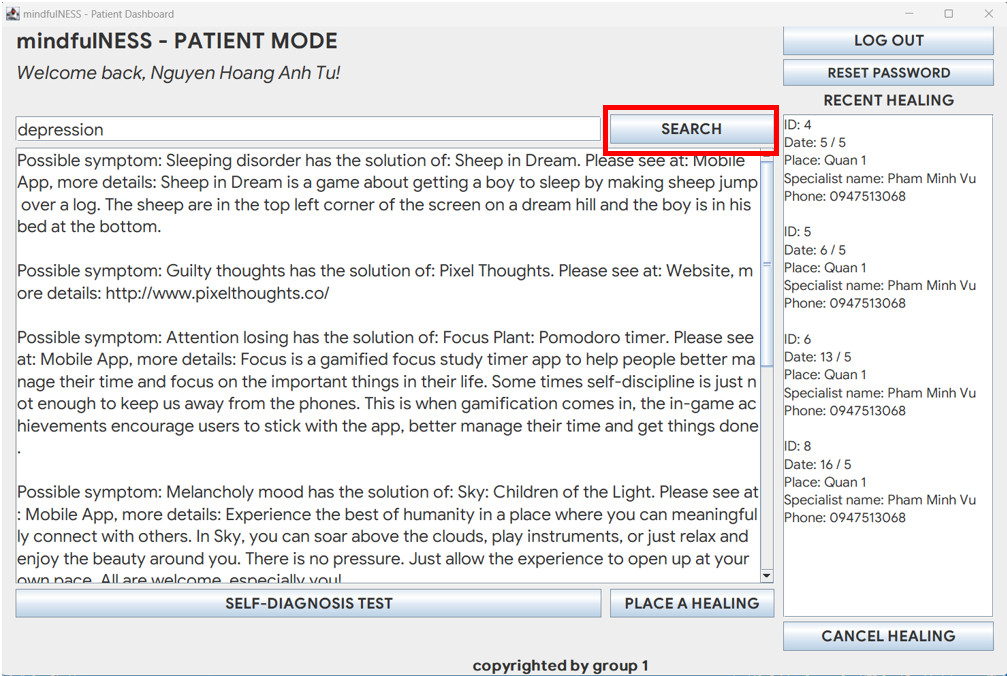 mindfulNESS - Patient Dashboard
mindfulNESS - PATIENT MODE
Welcome back, Nguyen Hoang Anh Tu!
depression
SEARCH
Possible symptom: Sleeping disorder has the solution of: Sheep in Dream. Please see at: Mobile
App, more details: Sheep in Dream is a game about getting a boy to sleep by making sheep jump
over a log. The sheep are in the top left corner of the screen on a dream hill and the boy is in his
bed at the bottom.
Possible symptom: Guilty thoughts has the solution of: Pixel Thoughts. Please see at: Website, m
ore details: http://www.pixelthoughts.co/
Possible symptom: Attention losing has the solution of: Focus Plant: Pomodoro timer. Please see
at: Mobile App, more details: Focus is a gamified focus study timer app to help people better ma
nage their time and focus on the important things in their life. Some times self-discipline is just n
ot enough to keep us away from the phones. This is when gamification comes in, the in-game ac
hievements encourage users to stick with the app, better manage their time and get things done
.
Possible symptom: Melancholy mood has the solution of: Sky: Children of the Light. Please see at
: Mobile App, more details: Experience the best of humanity in a place where you can meaningful
ly connect with others. In Sky, you can soar above the clouds, play instruments, or just relax and
enjoy the beauty around you. There is no pressure. Just allow the experience to open up at your
own pace. All are welcome, especially you!
SELF-DIAGNOSIS TEST
PLACE A HEALING
LOG OUT
RESET PASSWORD
RECENT HEALING
ID: 4
Date: 5 / 5
Place: Quan 1
Specialist name: Pham Minh Vu
Phone: 0947513068
ID: 5
Date: 6 / 5
Place: Quan 1
Specialist name: Pham Minh Vu
Phone: 0947513068
ID: 6
Date: 13 / 5
Place: Quan 1
Specialist name: Pham Minh Vu
Phone: 0947513068
ID: 8
Date: 16 / 5
Place: Quan 1
Specialist name: Pham Minh Vu
Phone: 0947513068
CANCEL HEALING
copyrighted by group 1